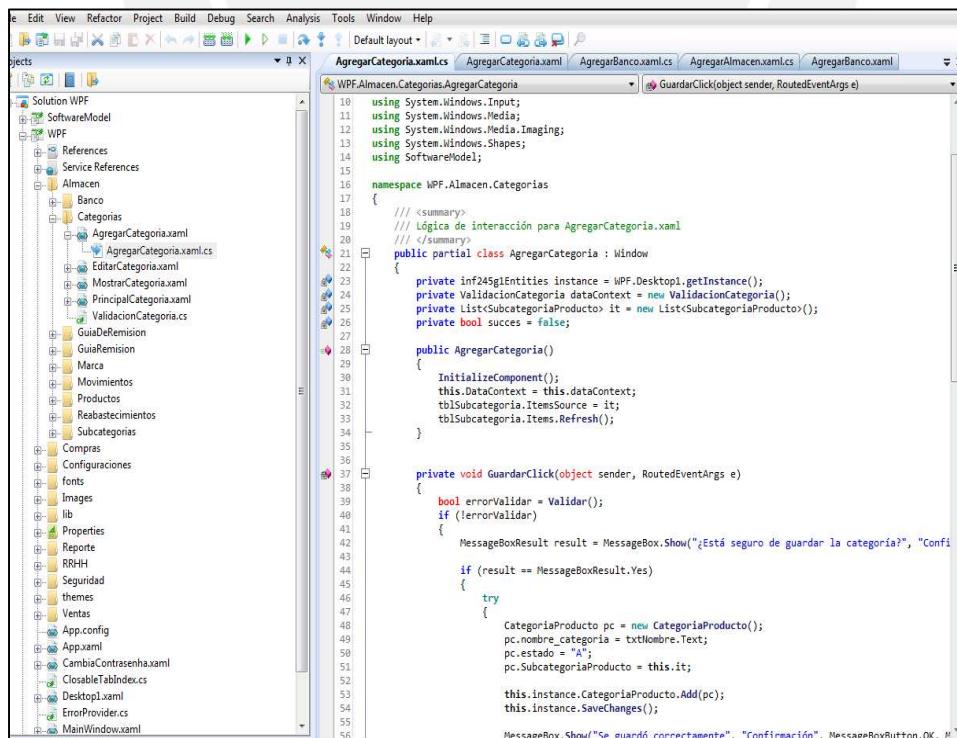 le Edit View Refactor Project Build Debug Search Analysis Tools Window Help
Default layout
ojects
Solution WPF
SoftwareModel
WPF
References
Service References
Almacen
Banco
Categorias
AgregarCategoria.xaml
AgregarCategoria.xaml.cs
EditarCategoria.xaml
MostrarCategoria.xaml
PrincipalCategoria.xaml
ValidacionCategoria.cs
GuiaDeRemision
GuiaRemision
Marca
Movimientos
Productos
Reabastecimientos
Subcategorias
Compras
Configuraciones
fonts
Images
lib
Properties
Reporte
RRHH
Seguridad
themes
Ventas
App.config
App.xaml
CambiaContrasenha.xaml
ClosableTabIndex.cs
Desktop1.xaml
ErrorProvider.cs
MainWindow.xaml
AgregarCategoria.xaml.cs AgregarCategoria.xaml AgregarBanco.xaml.cs AgregarAlmacen.xaml.cs AgregarBanco.xaml
WPF.Almacen.Categorias.AgregarCategoria GuardarClick(object sender, RoutedEventArgs e)
10 using System.Windows.Input;
11 using System.Windows.Media;
12 using System.Windows.Media.Imaging;
13 using System.Windows.Shapes;
14 using SoftwareModel;
15
16 namespace WPF.Almacen.Categorias
17 {
18 /// <summary>
19 /// Lógica de interacción para AgregarCategoria.xaml
20 /// </summary>
21 public partial class AgregarCategoria : Window
22 {
23 private inf245g1Entities instance = WPF.Desktop1.getInstance();
24 private ValidacionCategoria dataContext = new ValidacionCategoria();
25 private List<SubcategoriaProducto> it = new List<SubcategoriaProducto>();
26 private bool succes = false;
27
28 public AgregarCategoria()
29 {
30 InitializeComponent();
31 this.DataContext = this.dataContext;
32 tblSubcategoria.ItemsSource = it;
33 tblSubcategoria.Items.Refresh();
34 }
35
36
37 private void GuardarClick(object sender, RoutedEventArgs e)
38 {
39 bool errorValidar = Validar();
40 if (!errorValidar)
41 {
42 MessageBoxResult result = MessageBox.Show("¿Está seguro de guardar la categoría?", "Confi
43
44 if (result == MessageBoxResult.Yes)
45 {
46 try
47 {
48 CategoriaProducto pc = new CategoriaProducto();
49 pc.nombre_categoria = txtNombre.Text;
50 pc.estado = "A";
51 pc.SubcategoriaProducto = this.it;
52
53 this.instance.CategoriaProducto.Add(pc);
54 this.instance.SaveChanges();
55
56 MessageBox.Show("Se guardó correctamente", "Confirmación", MessageBoxButton.OK, M